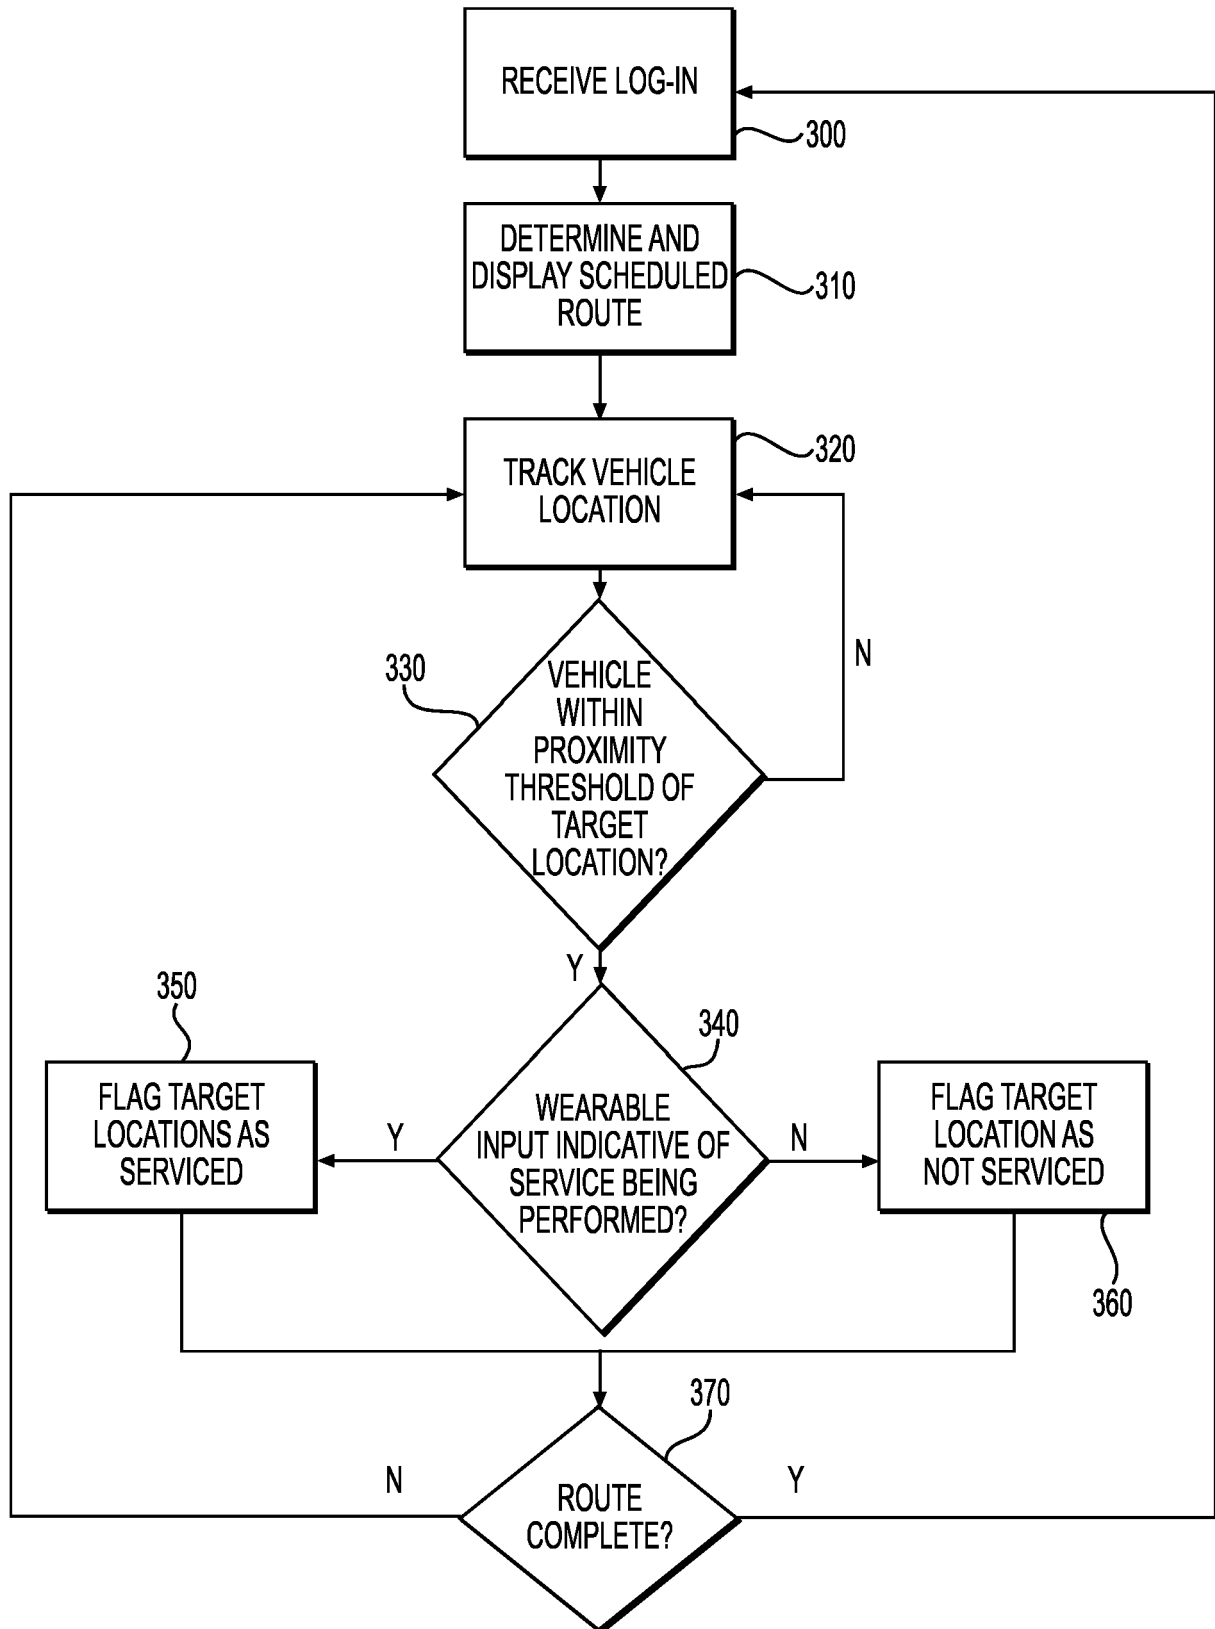 RECEIVE LOG-IN
300
DETERMINE AND
DISPLAY SCHEDULED
ROUTE
310
TRACK VEHICLE
LOCATION
320
330
VEHICLE
WITHIN
PROXIMITY
THRESHOLD OF
TARGET
LOCATION?
N
Y
350
FLAG TARGET
LOCATIONS AS
SERVICED
Y
340
WEARABLE
INPUT INDICATIVE OF
SERVICE BEING
PERFORMED?
N
FLAG TARGET
LOCATION AS
NOT SERVICED
360
370
N
ROUTE
COMPLETE?
Y